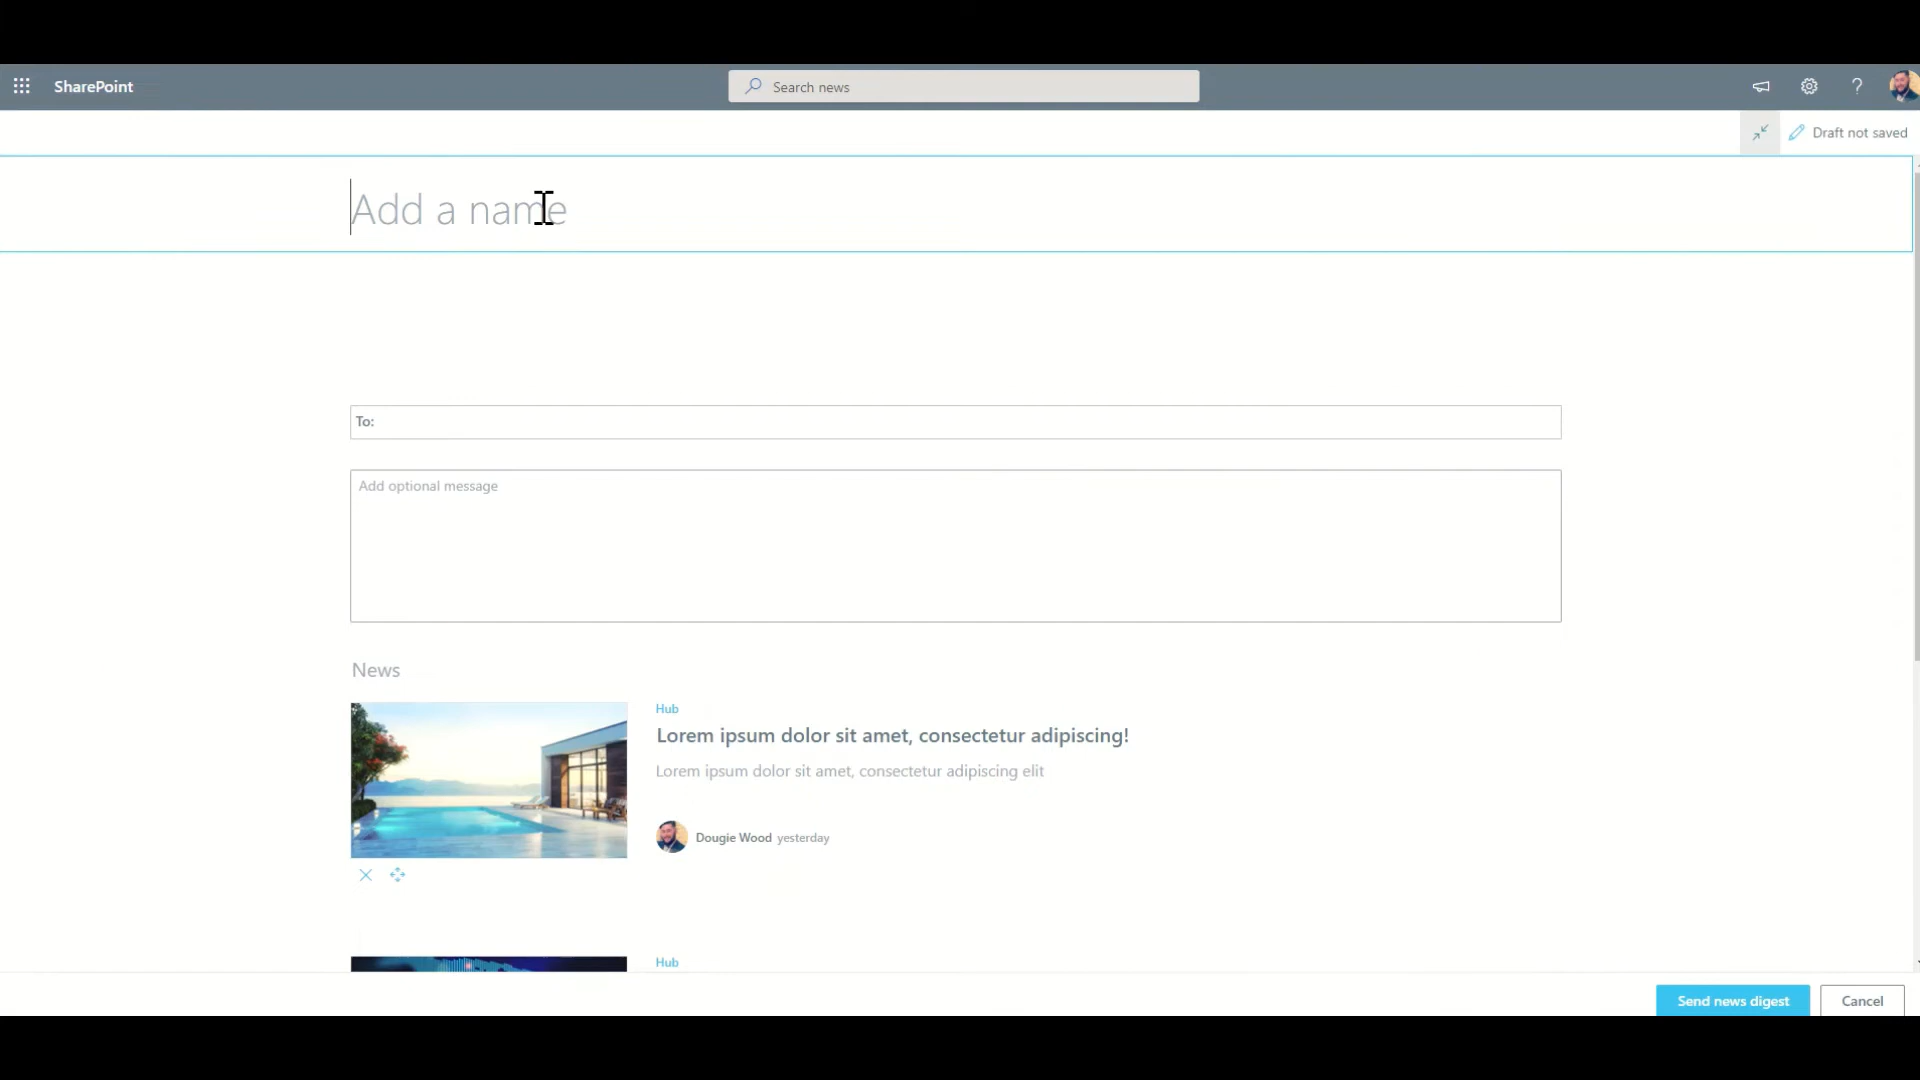 SharePoint
Search news
?
Draft not saved
Add a name
To:
Add optional message
News
Hub
Lorem ipsum dolor sit amet, consectetur adipiscing!
Lorem ipsum dolor sit amet, consectetur adipiscing elit
Dougie Wood yesterday
Hub
Send news digest
Cancel